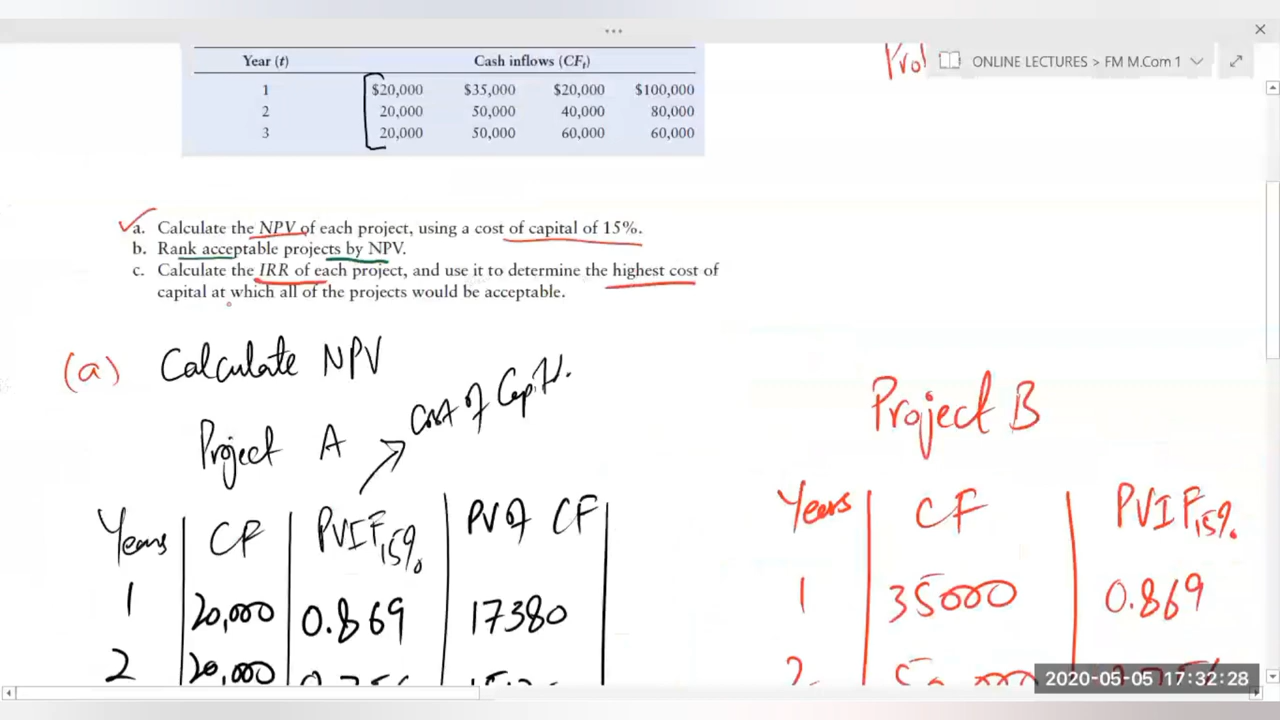 ONLINE LECTURES > FM M.Com 1
Year (t) Cash inflows (CFt)
1 $20,000 $35,000 $20,000 $100,000
2 20,000 50,000 40,000 80,000
3 20,000 50,000 60,000 60,000
a. Calculate the NPV of each project, using a cost of capital of 15%.
b. Rank acceptable projects by NPV.
c. Calculate the IRR of each project, and use it to determine the highest cost of
capital at which all of the projects would be acceptable.
(a) Calculate NPV
Cost of Capital.
Project A
Years CF PVIF15% PV of CF
1 20,000 0.869 17380
2 20,000
Project B
Years CF PVIF15%
1 35000 0.869
2
2020-05-05 17:32:28